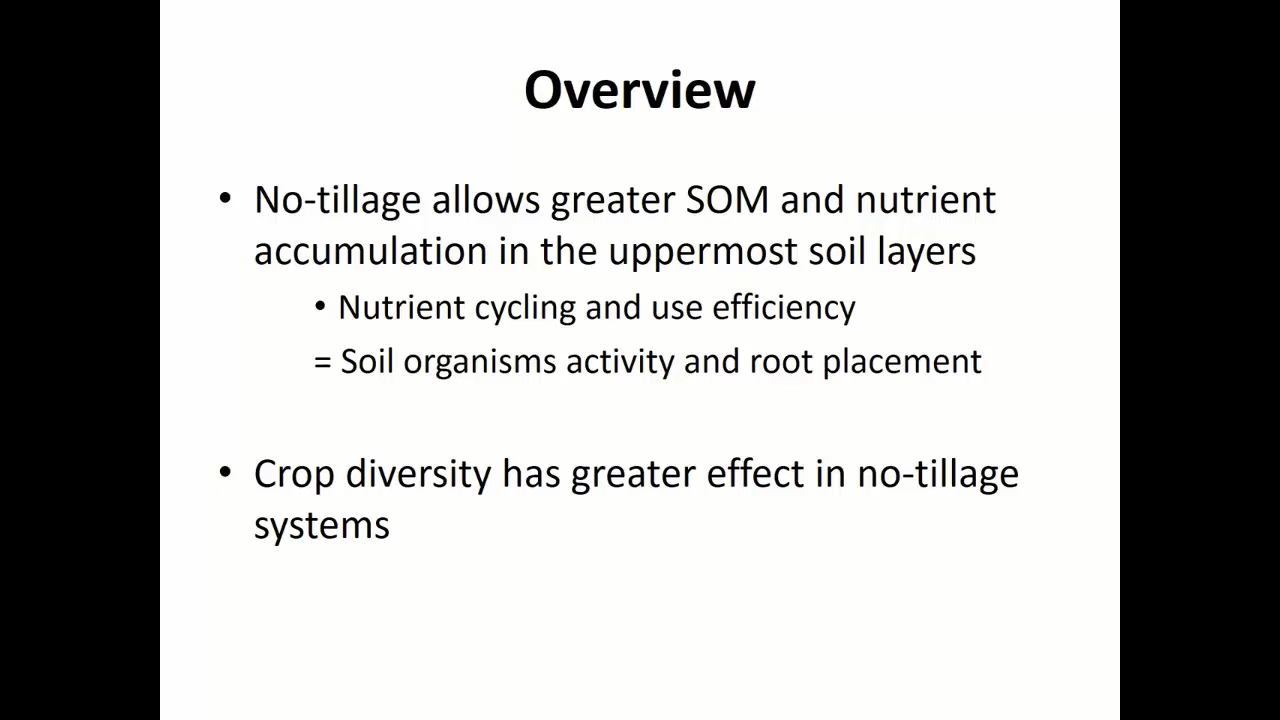 Overview
• No-tillage allows greater SOM and nutrient
accumulation in the uppermost soil layers
• Nutrient cycling and use efficiency
= Soil organisms activity and root placement
• Crop diversity has greater effect in no-tillage
systems